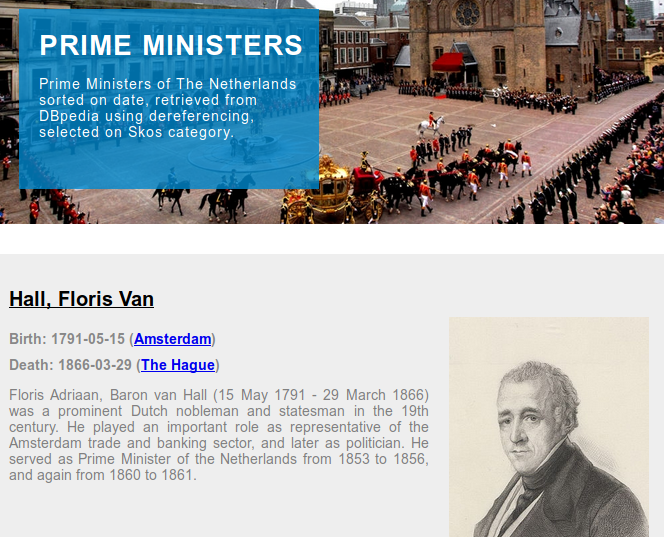 PRIME MINISTERS
Prime Ministers of The Netherlands
sorted on date, retrieved from
DBpedia using dereferencing,
selected on Skos category.
Hall, Floris Van
Birth: 1791-05-15 (Amsterdam)
Death: 1866-03-29 (The Hague)
Floris Adriaan, Baron van Hall (15 May 1791 - 29 March 1866)
was a prominent Dutch nobleman and statesman in the 19th
century. He played an important role as representative of the
Amsterdam trade and banking sector, and later as politician. He
served as Prime Minister of the Netherlands from 1853 to 1856,
and again from 1860 to 1861.